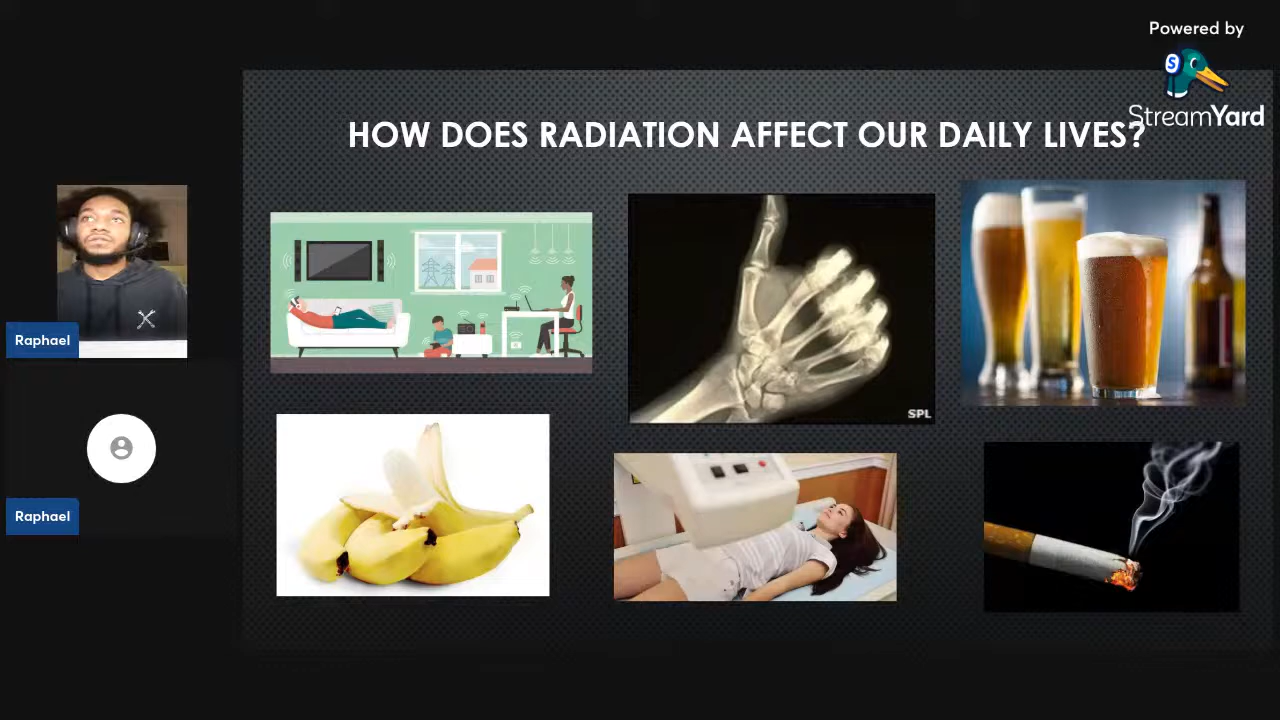 Powered by
StreamYard
HOW DOES RADIATION AFFECT OUR DAILY LIVES?
Raphael
SPL
Raphael